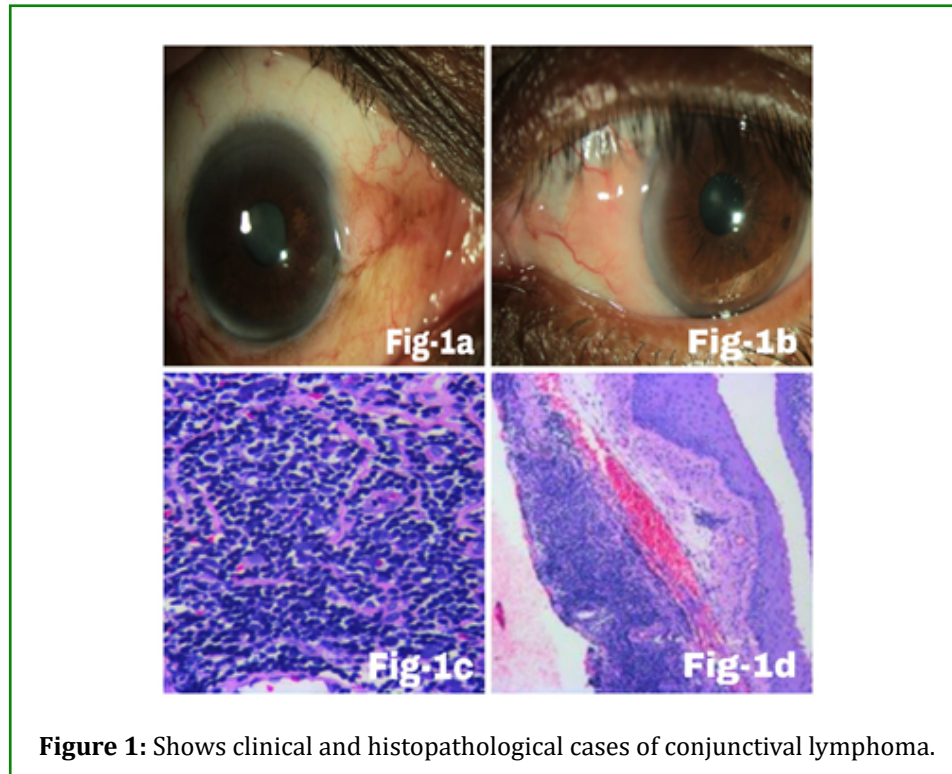 Fig-1a
Fig-1b
Fig-1c
Fig-1d
Figure 1: Shows clinical and histopathological cases of conjunctival lymphoma.